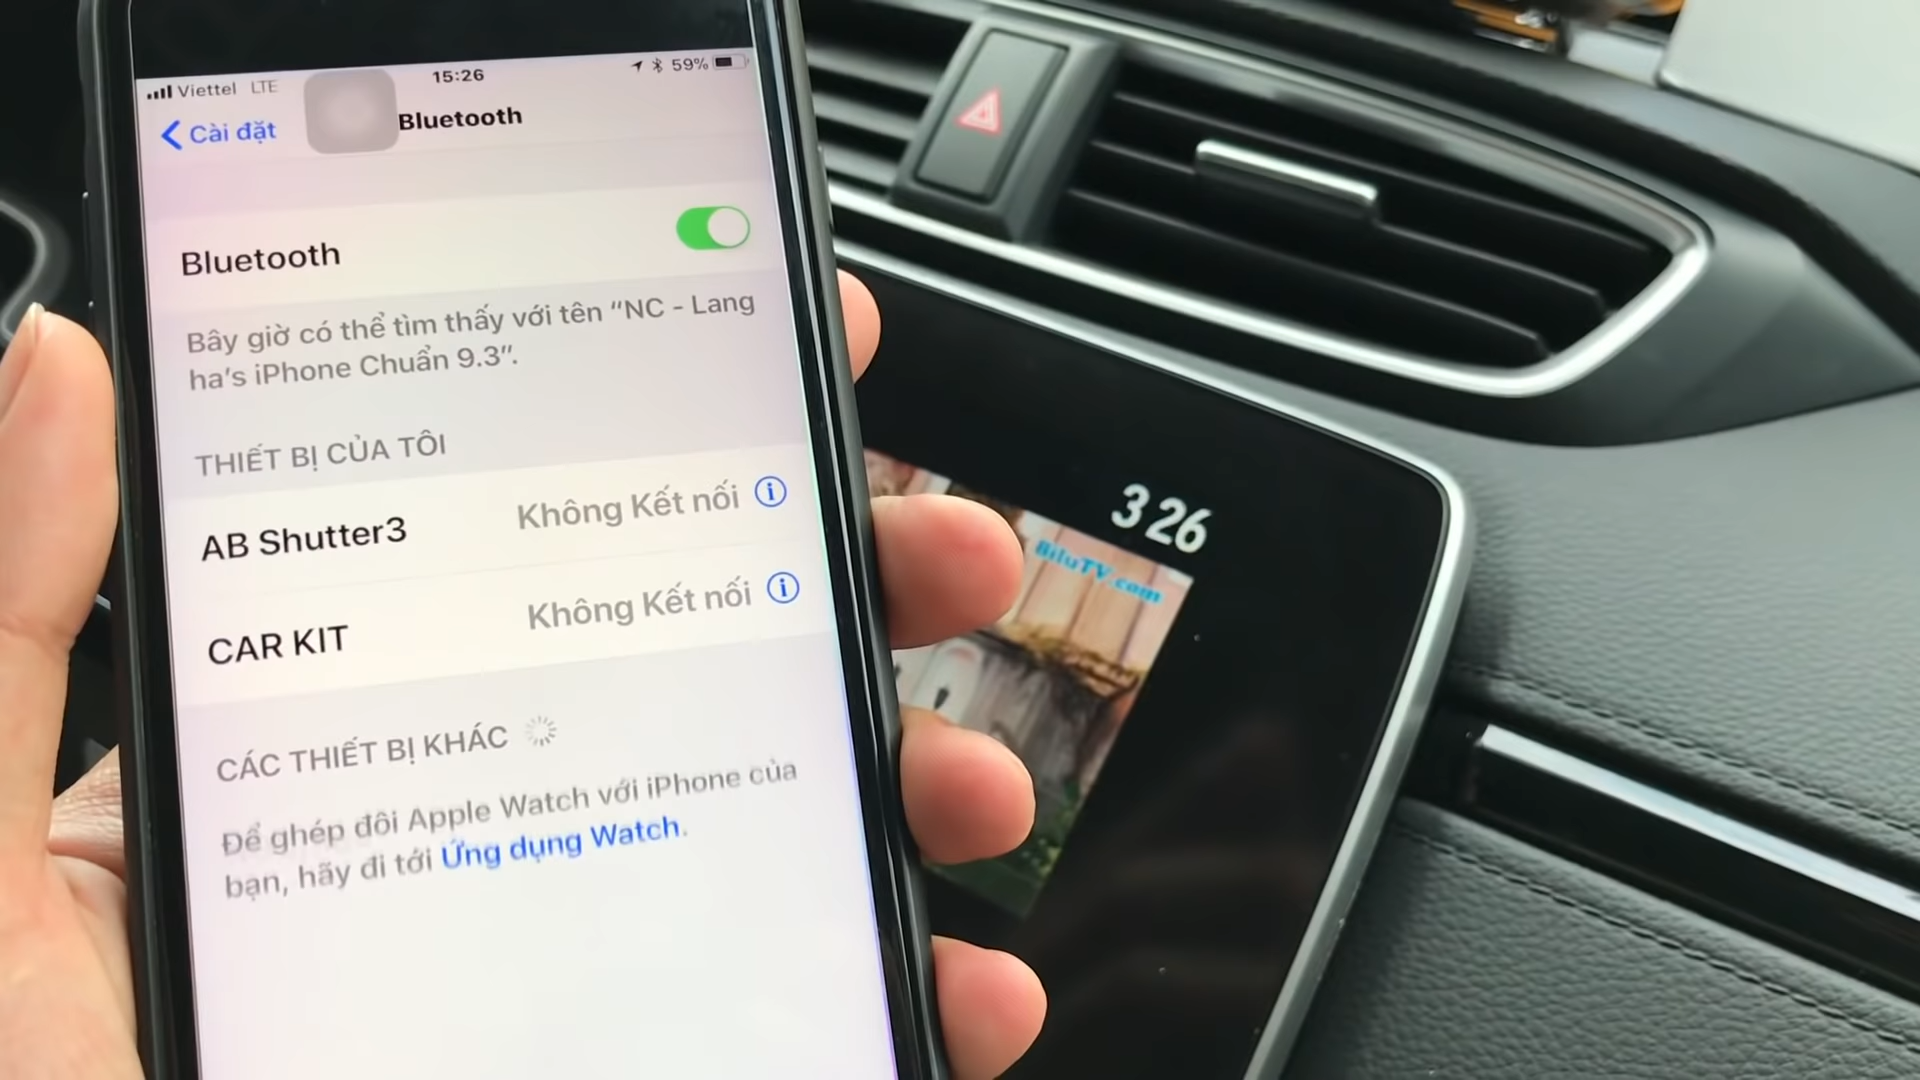 Viettel LTE 15:26 59%
Cài đặt Bluetooth
Bluetooth
Bây giờ có thể tìm thấy với tên “NC - Lang
ha’s iPhone Chuẩn 9.3”.
THIẾT BỊ CỦA TÔI
AB Shutter3 Không Kết nối
CAR KIT Không Kết nối
CÁC THIẾT BỊ KHÁC
Để ghép đôi Apple Watch với iPhone của
bạn, hãy đi tới Ứng dụng Watch.
3 26
BiluTV.com